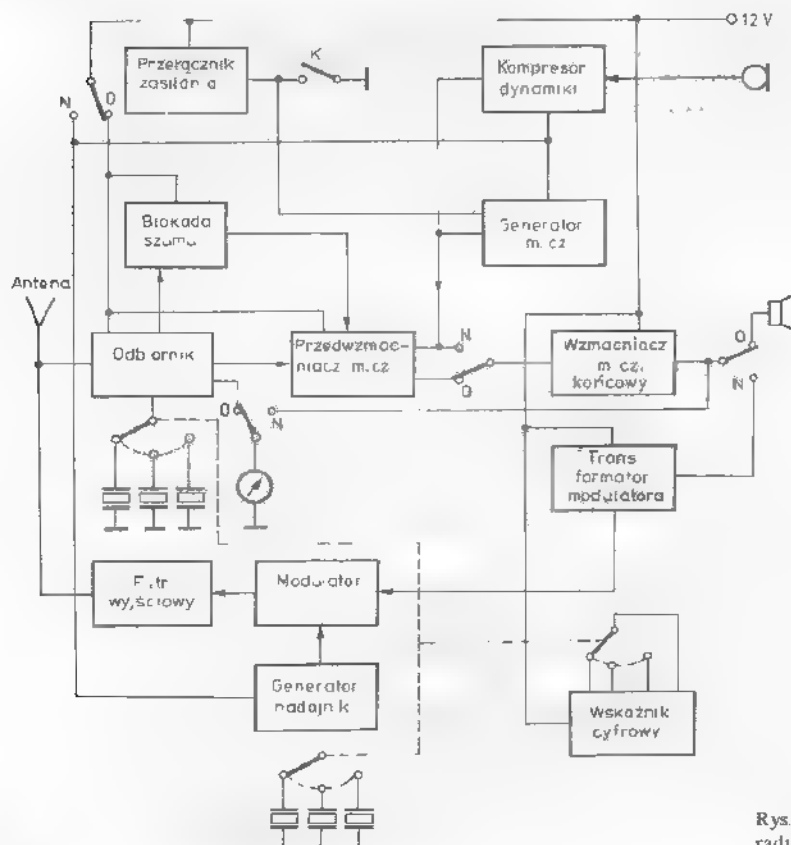 12 V
Przełącznik
zasilania
K
Kompresor
dynamiki
N
O
Blokada
szumu
Generator
m.cz
Antena
Odbiornik
Przedwzmac-
niacz m.cz
N
O
Wzmacniacz
m.cz.
końcowy
O
N
O
N
Trans
formator
modulatora
Filtr
wyjściowy
Modulator
Generator
nadajnik
Wskaźnik
cyfrowy
Rys.